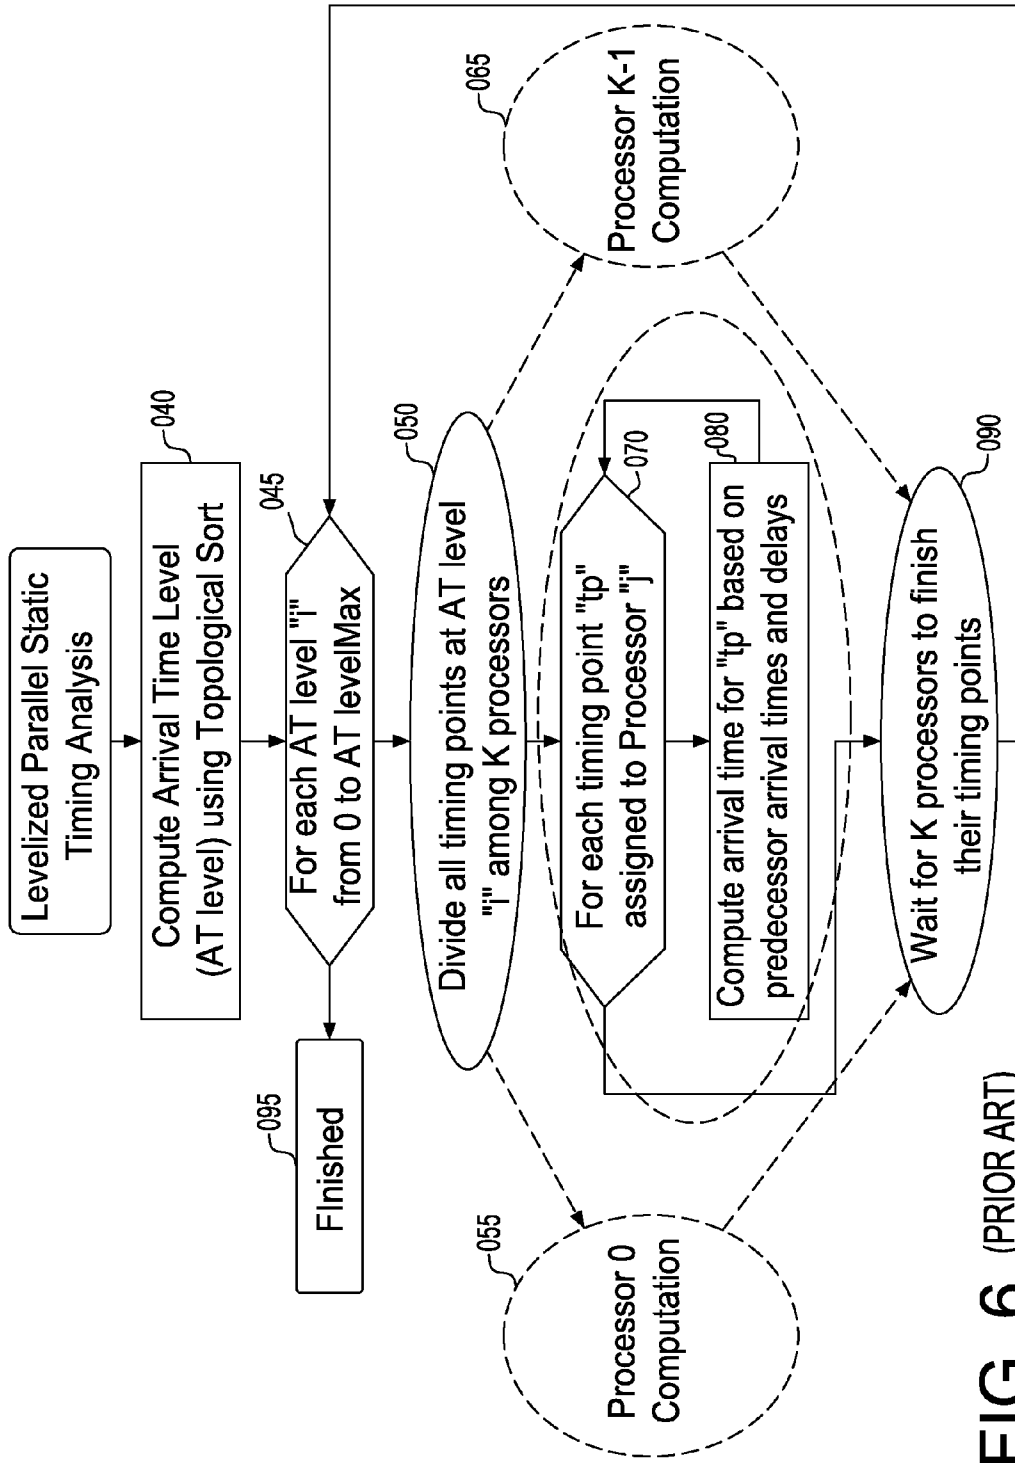 Levelized Parallel Static
Timing Analysis
040
Compute Arrival Time Level
(AT level) using Topological Sort
045
For each AT level "i"
from 0 to AT levelMax
095
FInished
050
Divide all timing points at AT level
"i" among K processors
055
Processor 0
Computation
065
Processor K-1
Computation
070
For each timing point "tp"
assigned to Processor "j"
080
Compute arrival time for "tp" based on
predecessor arrival times and delays
090
Wait for K processors to finish
their timing points
FIG 6 (PRIOR ART)